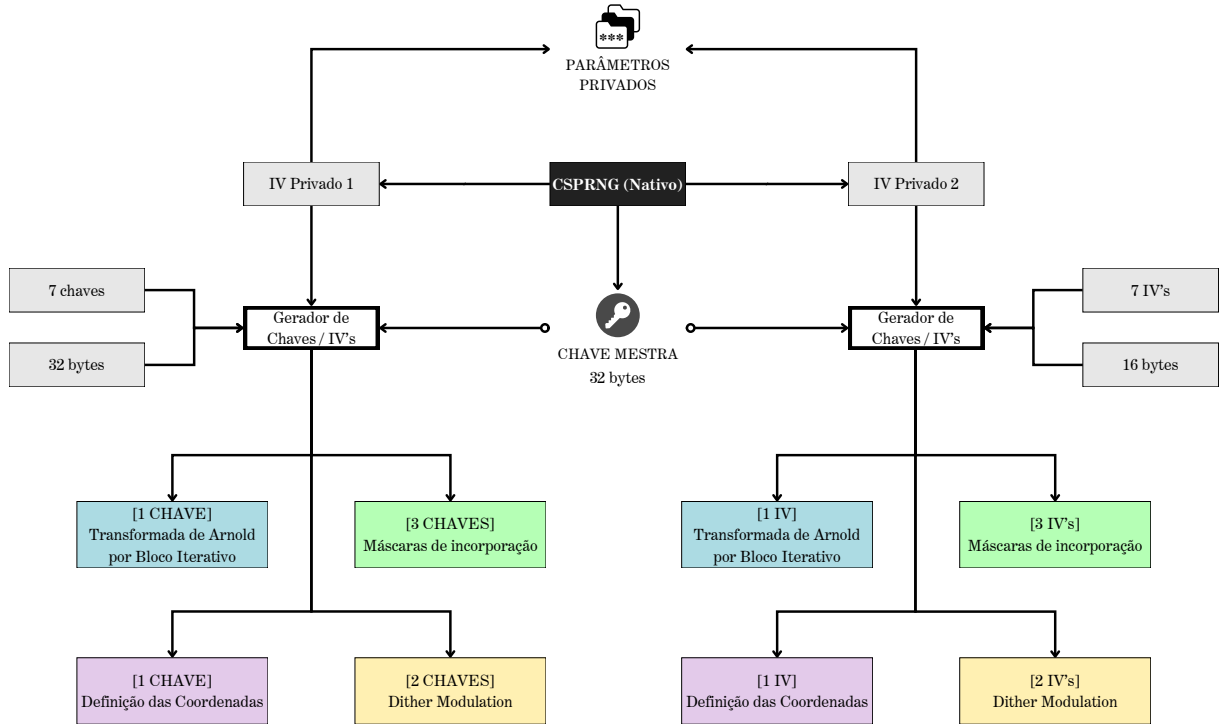 ***
PARÂMETROS
PRIVADOS
IV Privado 1
CSPRNG (Nativo)
IV Privado 2
7 chaves
32 bytes
Gerador de
Chaves / IV's
CHAVE MESTRA
32 bytes
Gerador de
Chaves / IV's
7 IV's
16 bytes
[1 CHAVE]
Transformada de Arnold
por Bloco Iterativo
[3 CHAVES]
Máscaras de incorporação
[1 IV]
Transformada de Arnold
por Bloco Iterativo
[3 IV's]
Máscaras de incorporação
[1 CHAVE]
Definição das Coordenadas
[2 CHAVES]
Dither Modulation
[1 IV]
Definição das Coordenadas
[2 IV's]
Dither Modulation